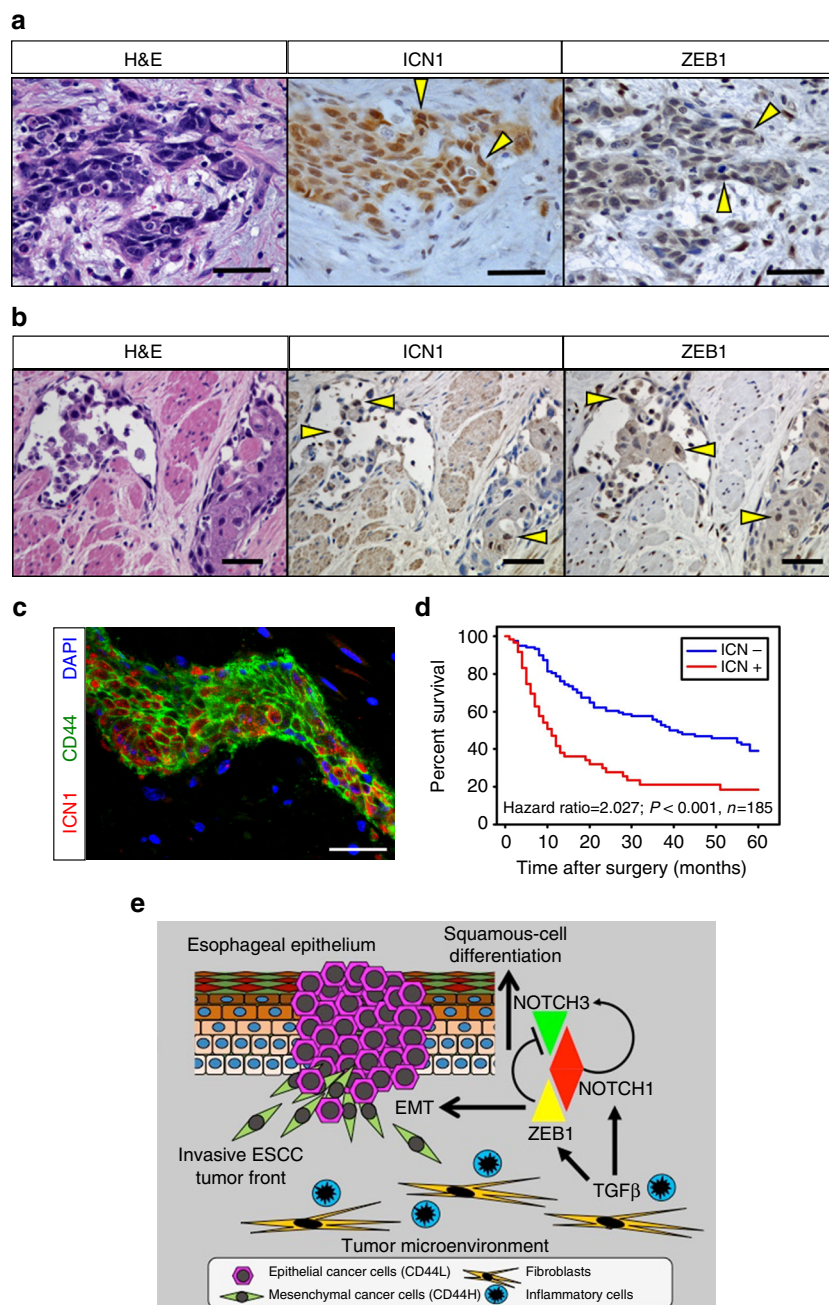 a
H&E ICN1 ZEB1
b
H&E ICN1 ZEB1
c
ICN1 CD44 DAPI
d
100
80
60
40
20
0
Percent survival
ICN –
ICN +
Hazard ratio=2.027; P < 0.001, n=185
0 10 20 30 40 50 60
Time after surgery (months)
e
Esophageal epithelium
Squamous-cell
differentiation
NOTCH3
NOTCH1
EMT
ZEB1
Invasive ESCC
tumor front
TGFβ
Tumor microenvironment
Epithelial cancer cells (CD44L) Fibroblasts
Mesenchymal cancer cells (CD44H) Inflammatory cells